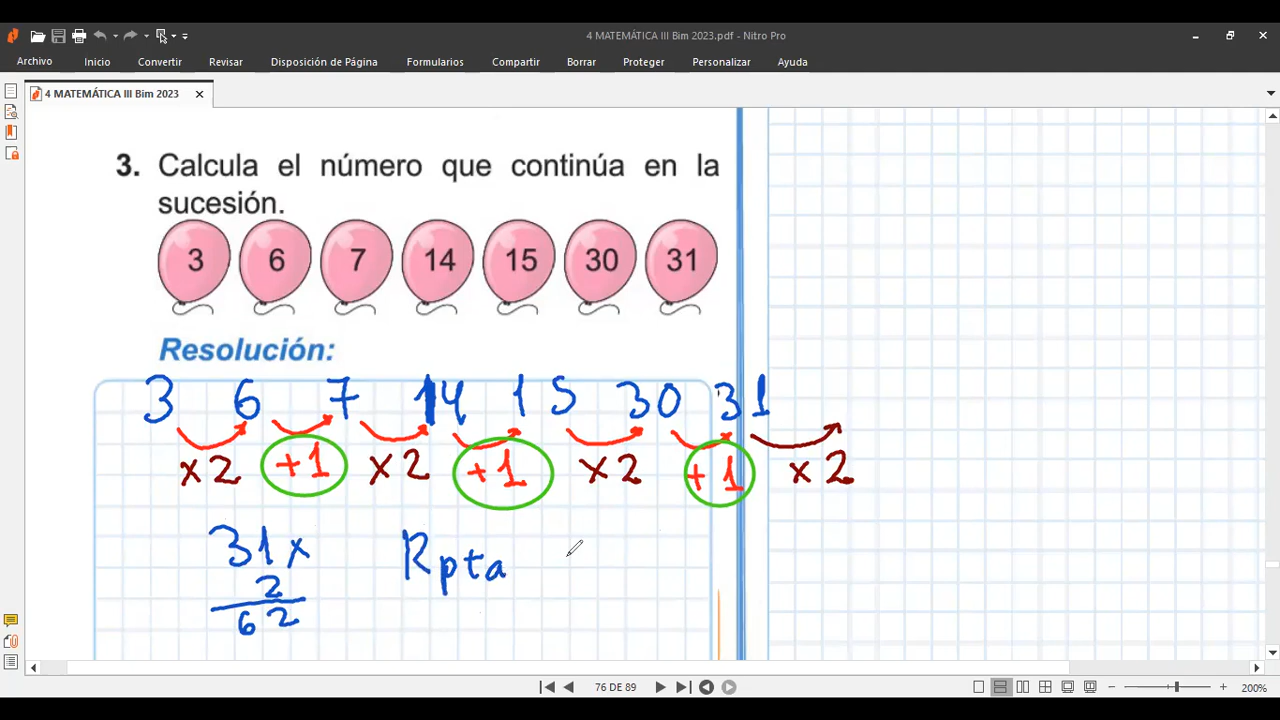 4 MATEMÁTICA III Bim 2023.pdf - Nitro Pro
Archivo Inicio Convertir Revisar Disposición de Página Formularios Compartir Borrar Proteger Personalizar Ayuda
4 MATEMÁTICA III Bim 2023
3. Calcula el número que continúa en la
sucesión.
3 6 7 14 15 30 31
Resolución:
3 6 7 14 15 30 31
x2 +1 x2 +1 x2 +1 x2
31x
2
62
Rpta
76 DE 89
200%